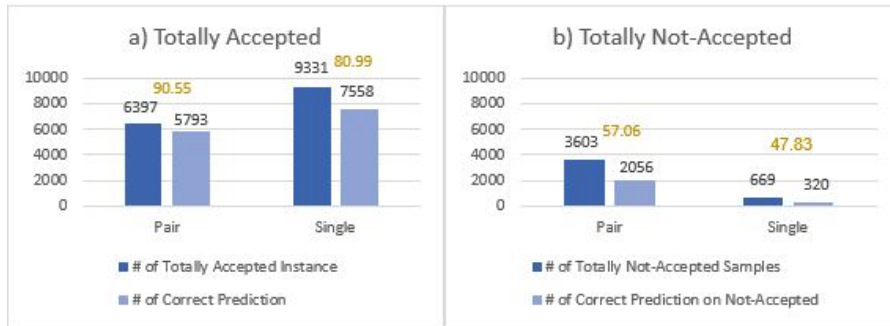 a) Totally Accepted
10000
8000
6000
4000
2000
0
90.55
6397
5793
9331
80.99
7558
Pair
Single
# of Totally Accepted Instance
# of Correct Prediction
b) Totally Not-Accepted
10000
8000
6000
4000
2000
0
3603
57.06
2056
47.83
669
320
Pair
Single
# of Totally Not-Accepted Samples
# of Correct Prediction on Not-Accepted